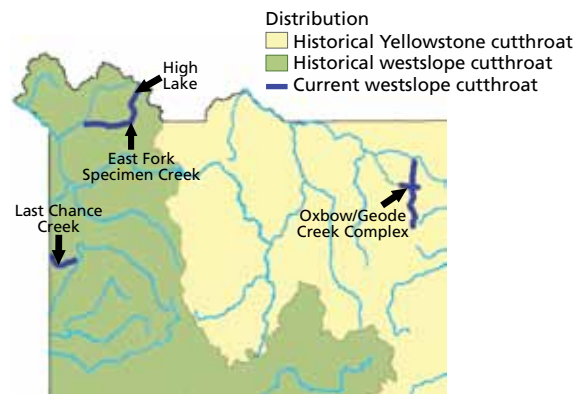 Distribution
Historical Yellowstone cutthroat
Historical westslope cutthroat
Current westslope cutthroat
High
Lake
East Fork
Specimen Creek
Last Chance
Creek
Oxbow/Geode
Creek Complex